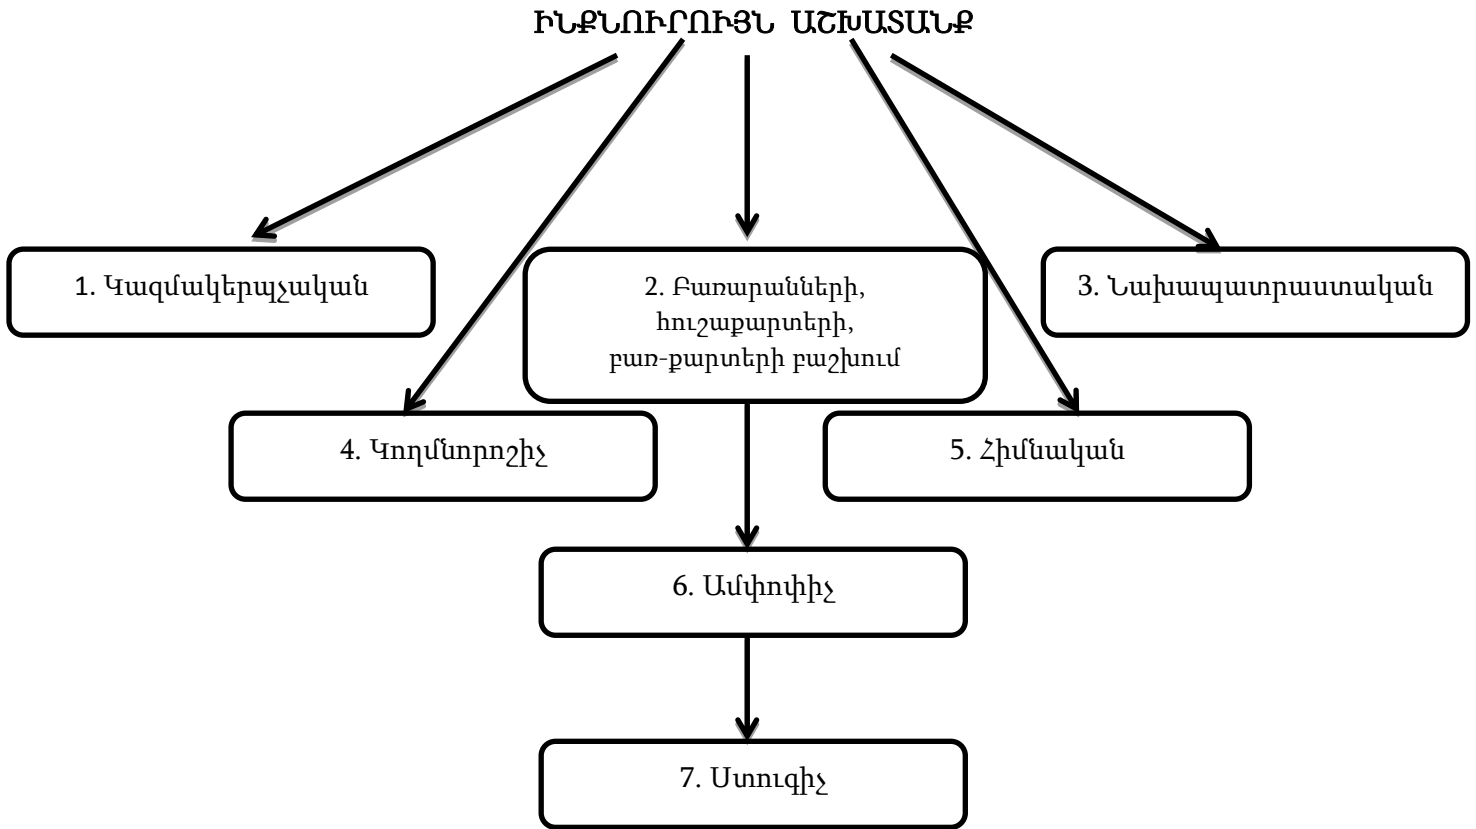 ԻՆՔՆՈՒՐՈՒՅՆ ԱՇԽԱՏԱՆՔ
1. Կազմակերպչական
2. Բառարանների,
հուշաքարտերի,
բառ-քարտերի բաշխում
3. Նախապատրաստական
4. Կողմնորոշիչ
5. Հիմնական
6. Ամփոփիչ
7. Ստուգիչ